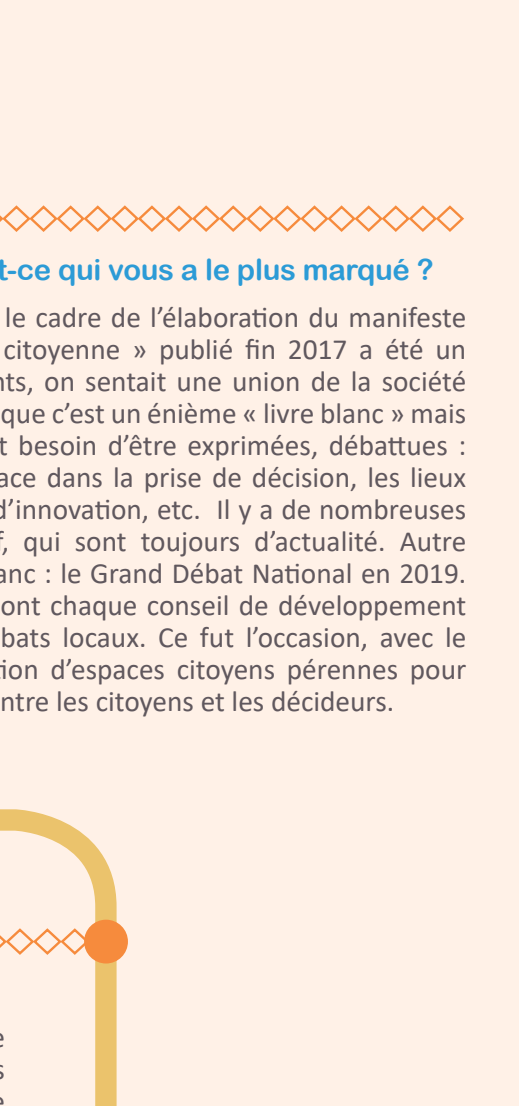 t-ce qui vous a le plus marqué ?
le cadre de l’élaboration du manifeste
citoyenne » publié fin 2017 a été un
nts, on sentait une union de la société
que c’est un énième « livre blanc » mais
t besoin d’être exprimées, débattues :
ace dans la prise de décision, les lieux
d’innovation, etc. Il y a de nombreuses
f, qui sont toujours d’actualité. Autre
anc : le Grand Débat National en 2019.
ont chaque conseil de développement
bats locaux. Ce fut l’occasion, avec le
tion d’espaces citoyens pérennes pour
ntre les citoyens et les décideurs.
e
s
e